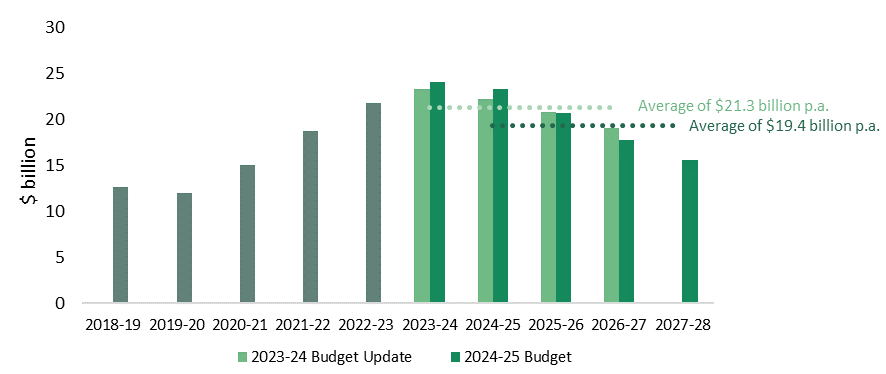 $ billion
30
25
20
15
10
5
0
Average of $21.3 billion p.a.
Average of $19.4 billion p.a.
2018-19 2019-20 2020-21 2021-22 2022-23 2023-24 2024-25 2025-26 2026-27 2027-28
2023-24 Budget Update 2024-25 Budget